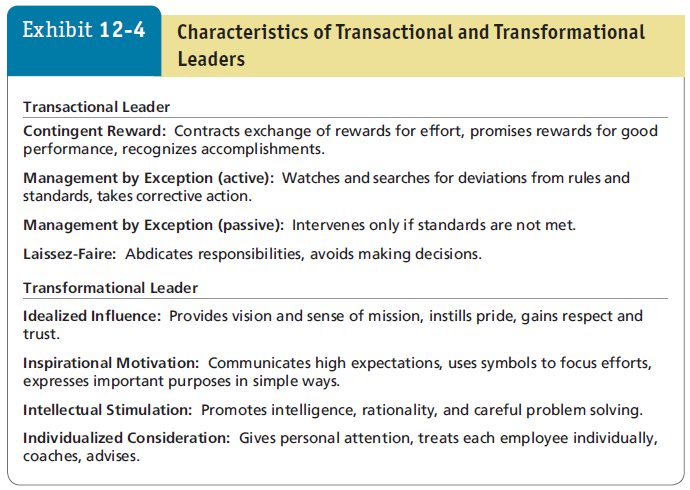 Exhibit 12-4
Characteristics of Transactional and Transformational
Leaders
Transactional Leader
Contingent Reward: Contracts exchange of rewards for effort, promises rewards for good
performance, recognizes accomplishments.
Management by Exception (active): Watches and searches for deviations from rules and
standards, takes corrective action.
Management by Exception (passive): Intervenes only if standards are not met.
Laissez-Faire: Abdicates responsibilities, avoids making decisions.
Transformational Leader
Idealized Influence: Provides vision and sense of mission, instills pride, gains respect and
trust.
Inspirational Motivation: Communicates high expectations, uses symbols to focus efforts,
expresses important purposes in simple ways.
Intellectual Stimulation: Promotes intelligence, rationality, and careful problem solving.
Individualized Consideration: Gives personal attention, treats each employee individually,
coaches, advises.